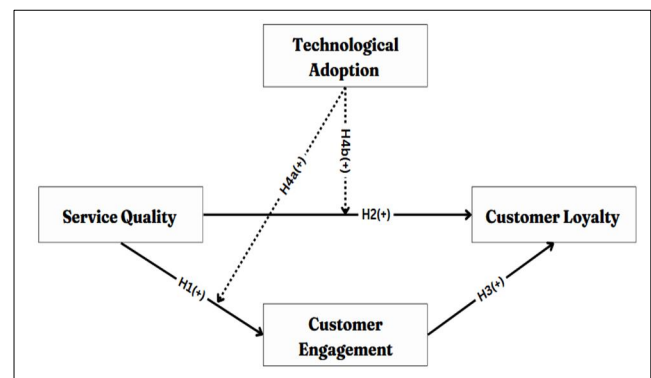 Technological
Adoption
H4a(+)
H4b(+)
Service Quality
H2(+)
Customer Loyalty
H1(+)
H3(+)
Customer
Engagement